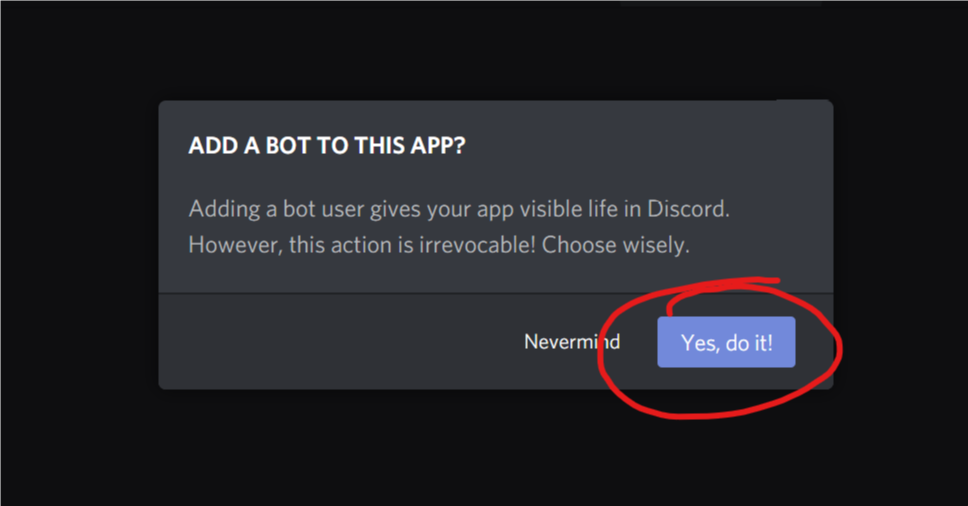 ADD A BOT TO THIS APP?
Adding a bot user gives your app visible life in Discord.
However, this action is irrevocable! Choose wisely.
Nevermind
Yes, do it!